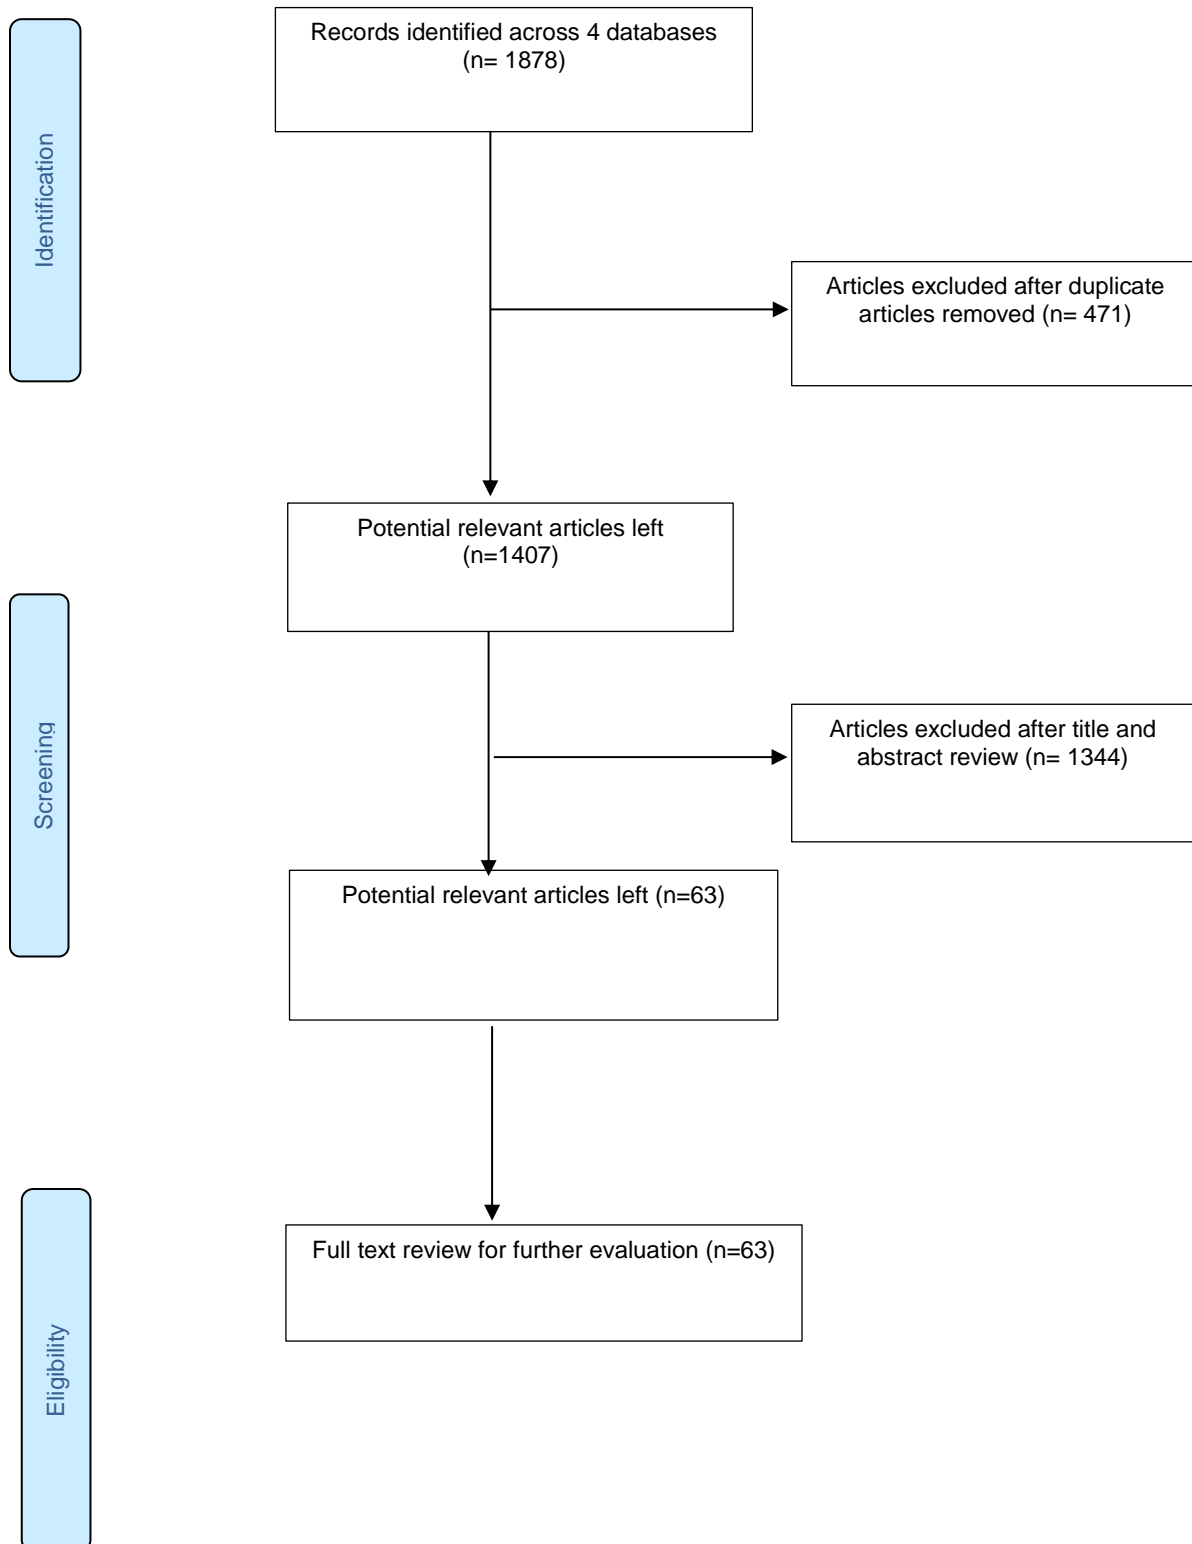 Identification
Records identified across 4 databases
(n= 1878)
Articles excluded after duplicate
articles removed (n= 471)
Potential relevant articles left
(n=1407)
Screening
Articles excluded after title and
abstract review (n= 1344)
Potential relevant articles left (n=63)
Eligibility
Full text review for further evaluation (n=63)